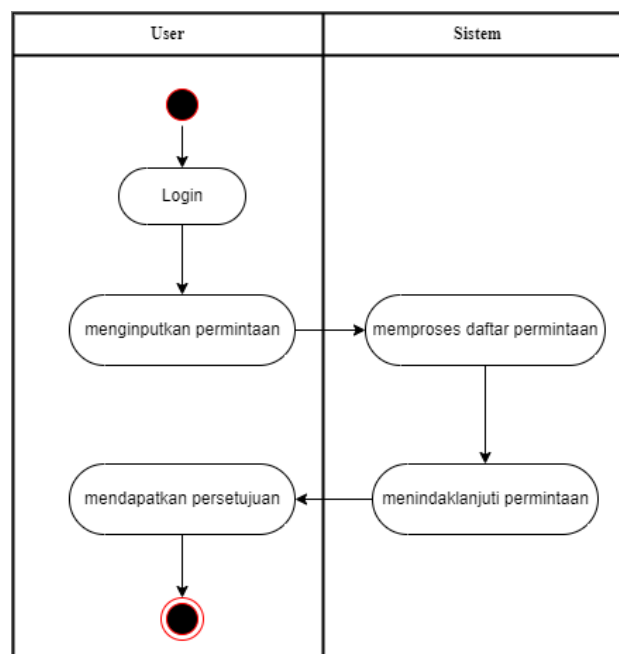 User
Sistem
Login
menginputkan permintaan
memproses daftar permintaan
mendapatkan persetujuan
menindaklanjuti permintaan